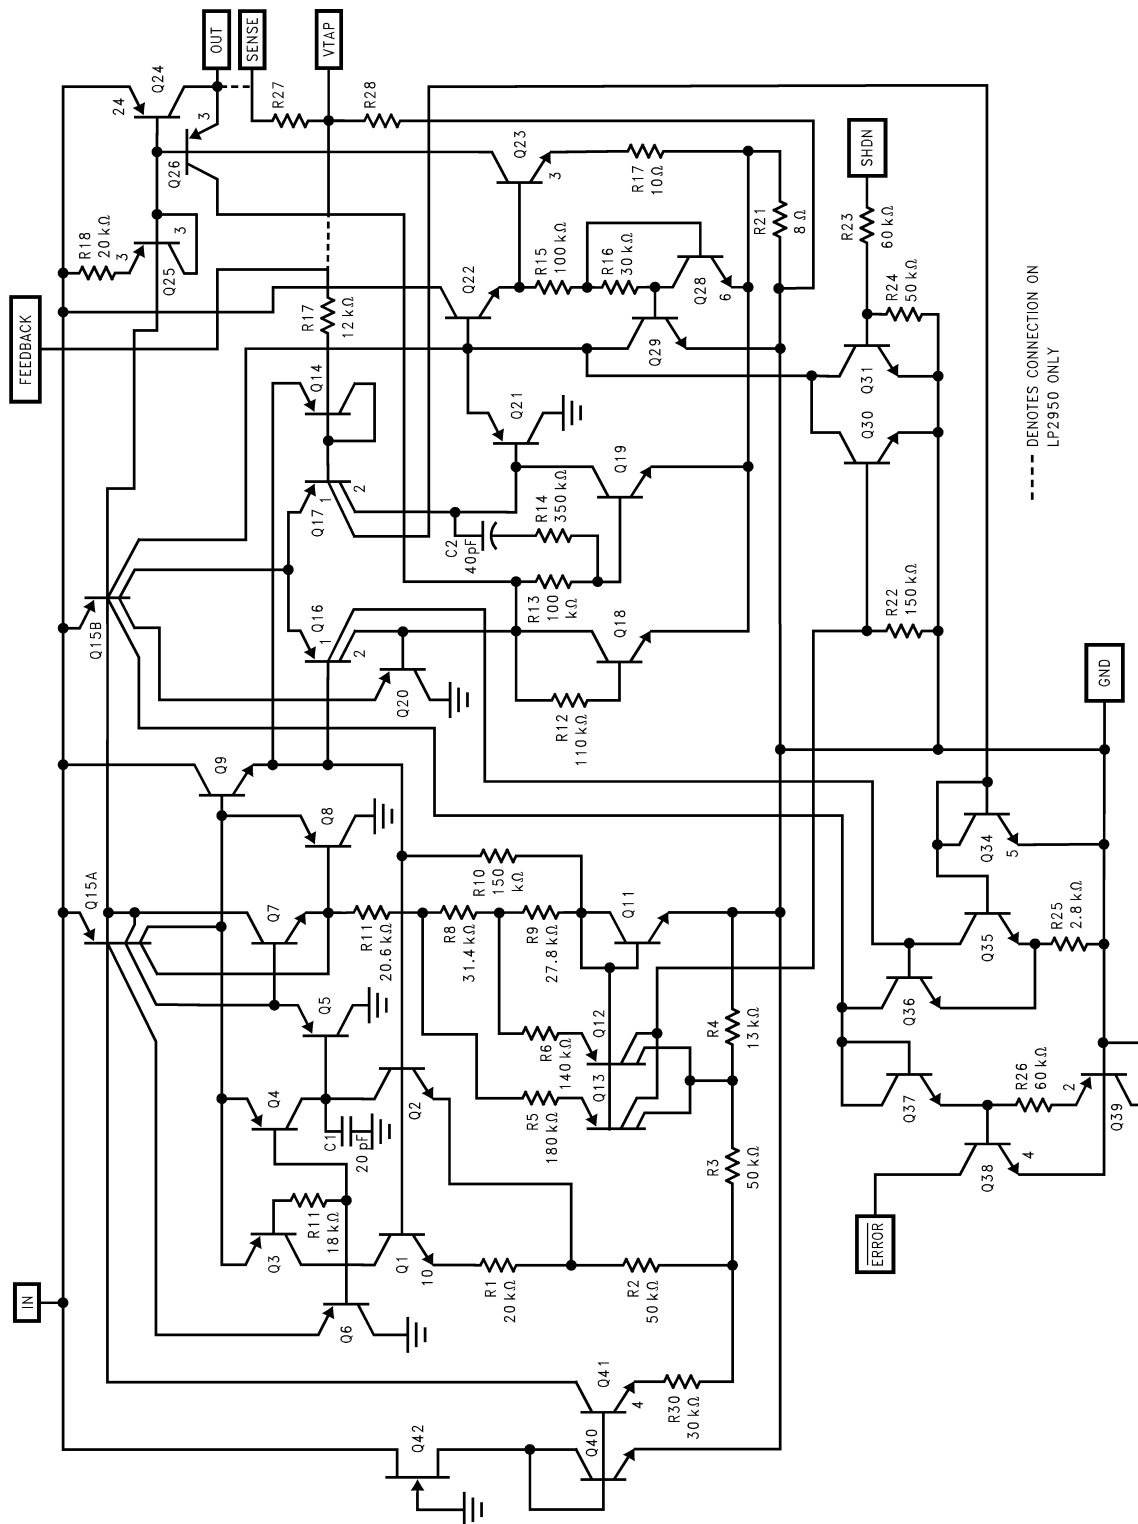 IN
FEEDBACK
OUT
SENSE
VTAP
SHDN
GND
ERROR
Q42
Q40
Q41
4
R30
30 kΩ
Q6
Q3
R11
18 kΩ
Q1
10
R1
20 kΩ
R2
50 kΩ
R3
50 kΩ
Q4
C1
20 pF
Q2
Q5
R5
180 kΩ
Q13
R6
140 kΩ
Q12
R4
13 kΩ
Q15A
Q7
R11
20.6 kΩ
R8
31.4 kΩ
R9
27.8 kΩ
Q11
R10
150
kΩ
Q8
Q9
Q15B
Q20
Q16
1
2
Q17
1
2
R12
110 kΩ
Q18
R13
100
kΩ
C2
40pF
R14
350 kΩ
Q19
Q21
Q14
R17
12 kΩ
Q22
R15
100 kΩ
R16
30 kΩ
Q29
Q28
6
Q23
3
R17
10Ω
R21
8 Ω
R18
20 kΩ
3
Q25
3
Q26
3
24
Q24
R27
R28
R23
60 kΩ
R24
50 kΩ
Q31
Q30
R22
150 kΩ
Q34
5
Q35
R25
2.8 kΩ
Q36
Q37
R26
60 kΩ
2
Q39
Q38
4
DENOTES CONNECTION ON
LP2950 ONLY